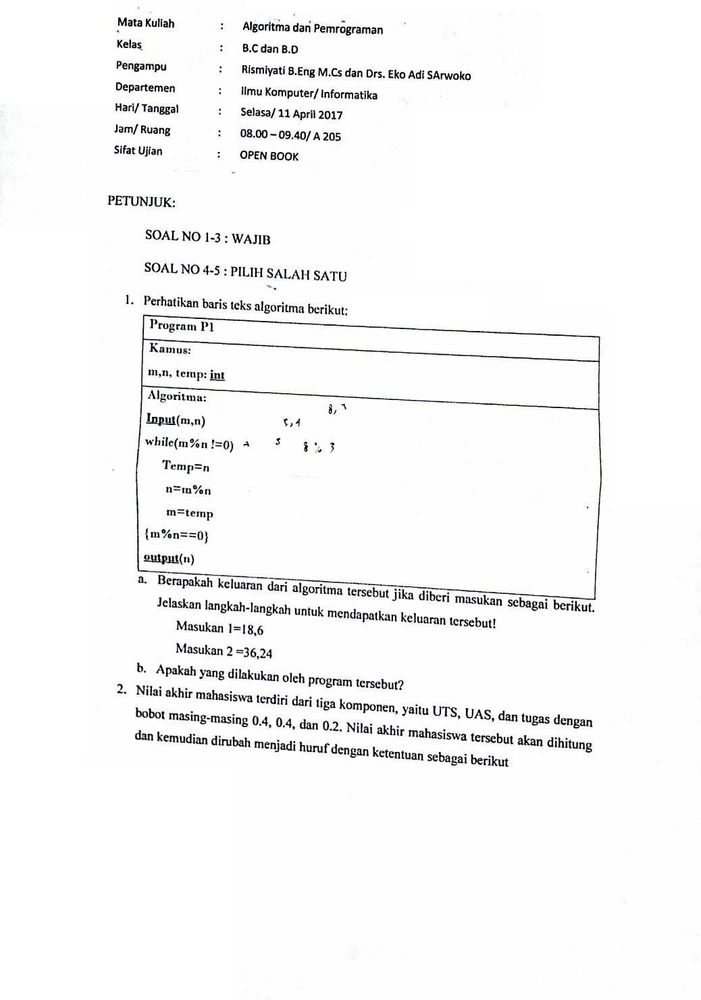 Mata Kuliah : Algoritma dan Pemrograman
Kelas : B.C dan B.D
Pengampu : Rismiyati B.Eng M.Cs dan Drs. Eko Adi SArwoko
Departemen : Ilmu Komputer/ Informatika
Hari/ Tanggal : Selasa/ 11 April 2017
Jam/ Ruang : 08.00 – 09.40/ A 205
Sifat Ujian : OPEN BOOK
PETUNJUK:
SOAL NO 1-3 : WAJIB
SOAL NO 4-5 : PILIH SALAH SATU
1. Perhatikan baris teks algoritma berikut:
Program P1
Kamus:
m,n, temp: int
Algoritma:
Input(m,n)
while(m%n !=0) 8 % 3
Temp=n
n=m%n
m=temp
{m%n==0}
output(n)
a. Berapakah keluaran dari algoritma tersebut jika diberi masukan sebagai berikut.
Jelaskan langkah-langkah untuk mendapatkan keluaran tersebut!
Masukan 1=18,6
Masukan 2 =36,24
b. Apakah yang dilakukan oleh program tersebut?
2. Nilai akhir mahasiswa terdiri dari tiga komponen, yaitu UTS, UAS, dan tugas dengan
bobot masing-masing 0.4, 0.4, dan 0.2. Nilai akhir mahasiswa tersebut akan dihitung
dan kemudian dirubah menjadi huruf dengan ketentuan sebagai berikut